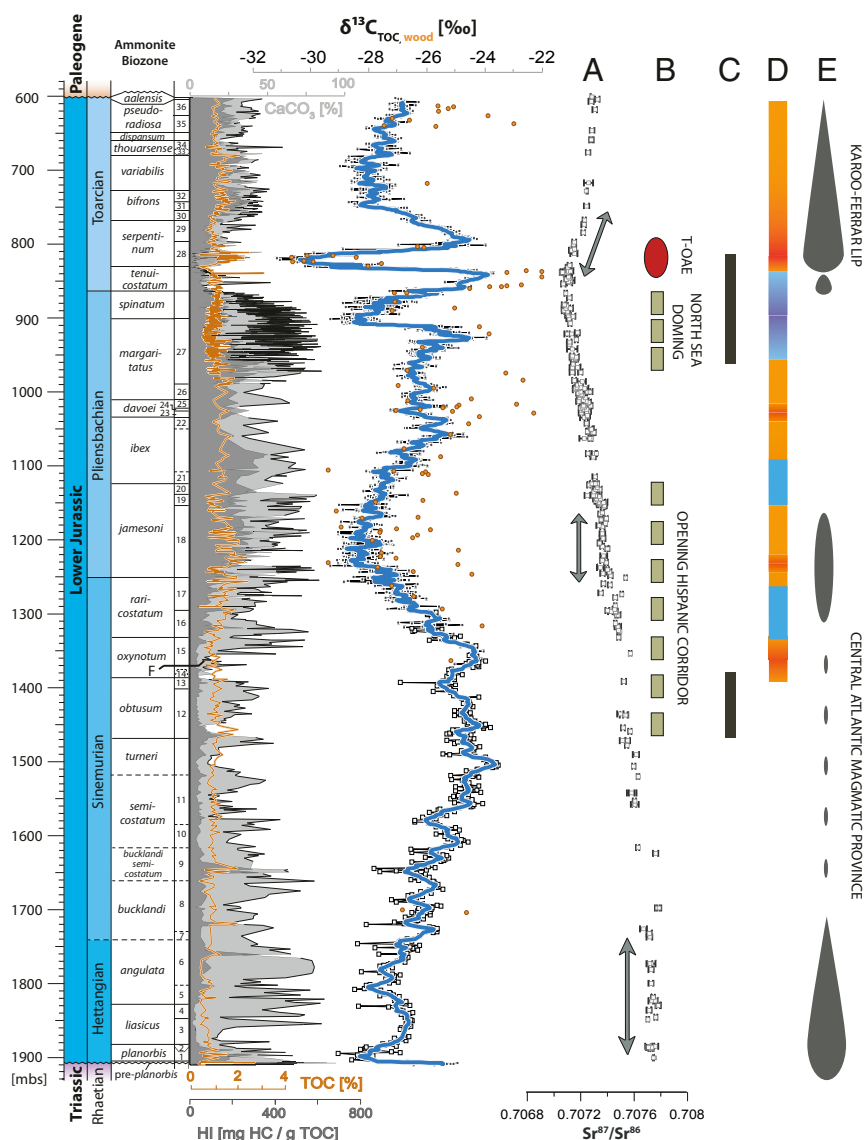 δ13CTOC, wood [‰]
-32 -30 -28 -26 -24 -22
Ammonite
Biozone
0 50 100
CaCO3 [%]
A B C D E
Paleogene
Lower Jurassic
Triassic
Toarcian
Pliensbachian
Sinemurian
Hettangian
Rhaetian
600
700
800
900
1000
1100
1200
1300
1400
1500
1600
1700
1800
1900
[mbs]
aalensis
pseudo-
radiosa
dispansum
thouarsense
variabilis
bifrons
serpenti-
num
tenui-
costatum
spinatum
margari-
tatus
davoei
ibex
jamesoni
rari-
costatum
oxynotum
F
obtusum
turneri
semi-
costatum
bucklandi
semi-
costatum
bucklandi
angulata
liasicus
planorbis
pre-planorbis
36
35
34
33
32
31
30
29
28
27
26
25
24
23
22
21
20
19
18
17
16
15
14
13
12
11
10
9
8
7
6
5
4
3
2
1
T-OAE
NORTH SEA
DOMING
OPENING HISPANIC CORRIDOR
KAROO-FERRAR LIP
CENTRAL ATLANTIC MAGMATIC PROVINCE
0 2 4
TOC [%]
0 400 800
HI [mg HC / g TOC]
0.7068 0.7072 0.7076 0.708
Sr87/Sr86